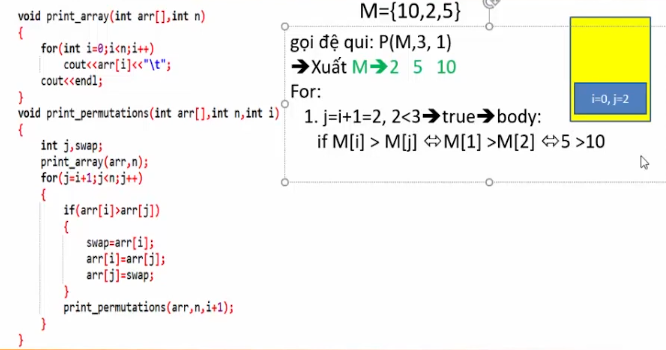 void print_array(int arr[],int n)
{
for(int i=0;i<n;i++)
cout<<arr[i]<<"\t";
cout<<endl;
}
void print_permutations(int arr[],int n,int i)
{
int j,swap;
print_array(arr,n);
for(j=i+1;j<n;j++)
{
if(arr[i]>arr[j])
{
swap=arr[i];
arr[i]=arr[j];
arr[j]=swap;
}
print_permutations(arr,n,i+1);
}
}
M={10,2,5}
gọi đệ qui: P(M,3, 1)
➔Xuất M➔2 5 10
For:
1. j=i+1=2, 2<3➔true➔body:
if M[i] > M[j] ⇔M[1] >M[2] ⇔5 >10
i=0, j=2